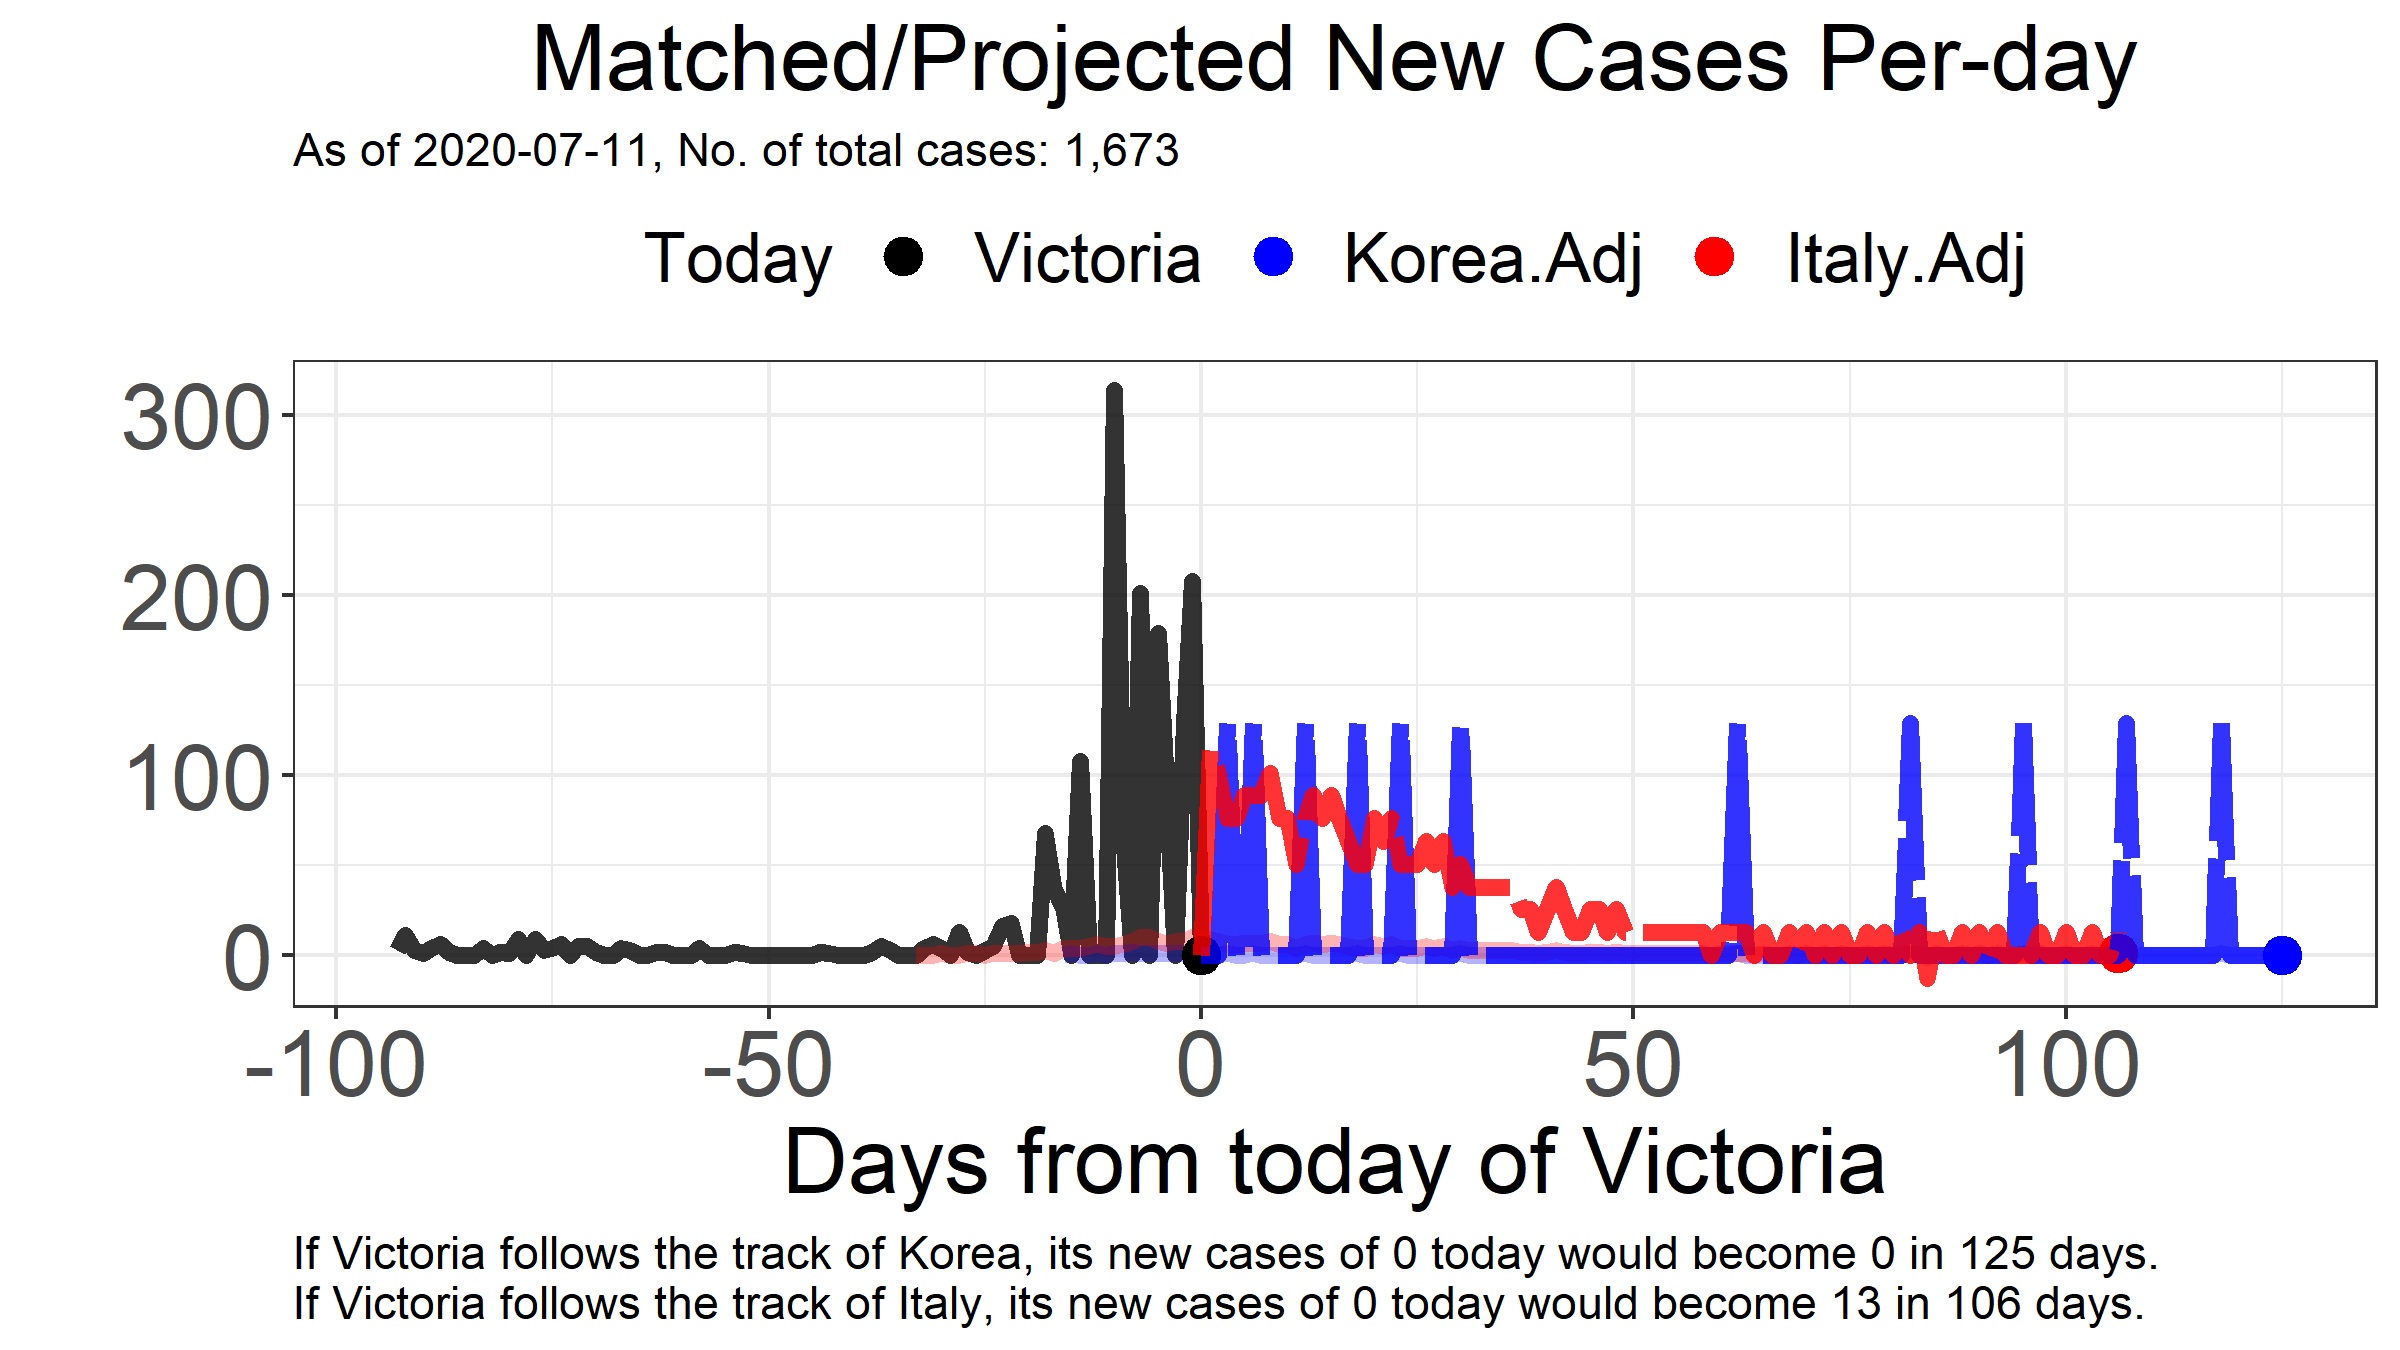 Matched/Projected New Cases Per-day
As of 2020-07-11, No. of total cases: 1,673
Today Victoria Korea.Adj Italy.Adj
300
200
100
0
-100 -50 0 50 100
Days from today of Victoria
If Victoria follows the track of Korea, its new cases of 0 today would become 0 in 125 days.
If Victoria follows the track of Italy, its new cases of 0 today would become 13 in 106 days.